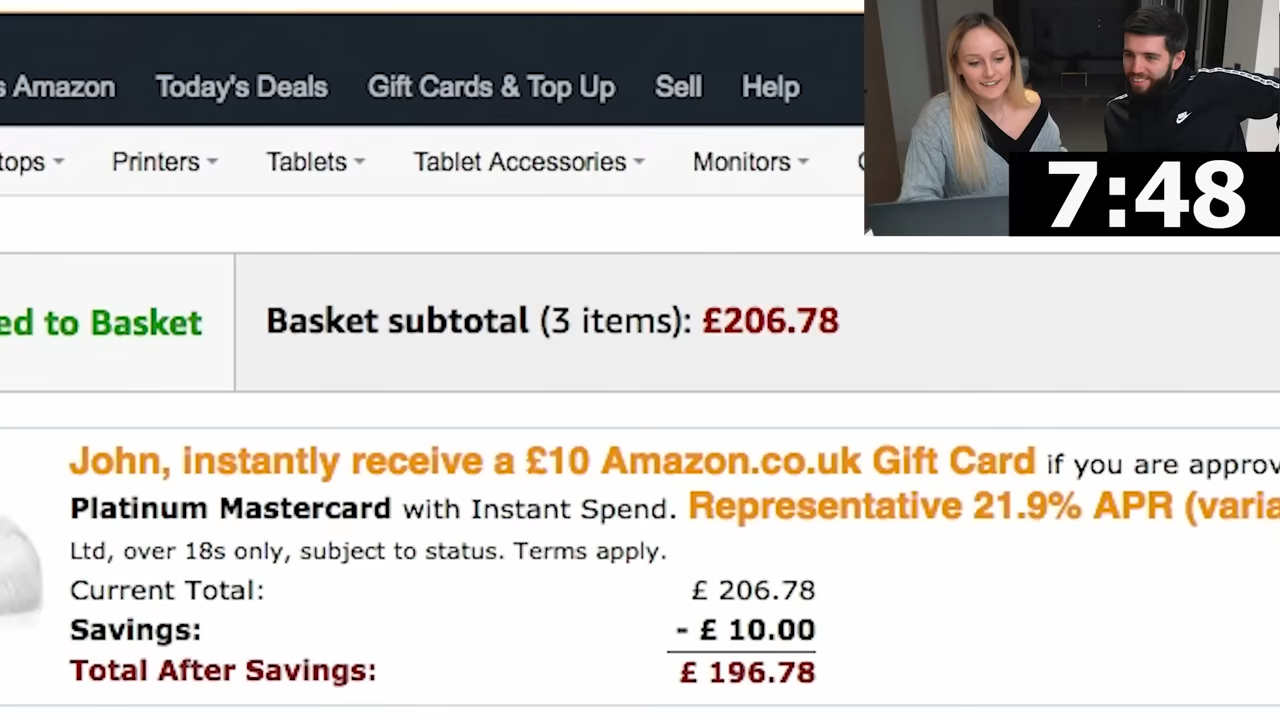 s Amazon Today's Deals Gift Cards & Top Up Sell Help
tops Printers Tablets Tablet Accessories Monitors
7:48
ed to Basket Basket subtotal (3 items): £206.78
John, instantly receive a £10 Amazon.co.uk Gift Card if you are approv
Platinum Mastercard with Instant Spend. Representative 21.9% APR (varia
Ltd, over 18s only, subject to status. Terms apply.
Current Total: £ 206.78
Savings: - £ 10.00
Total After Savings: £ 196.78